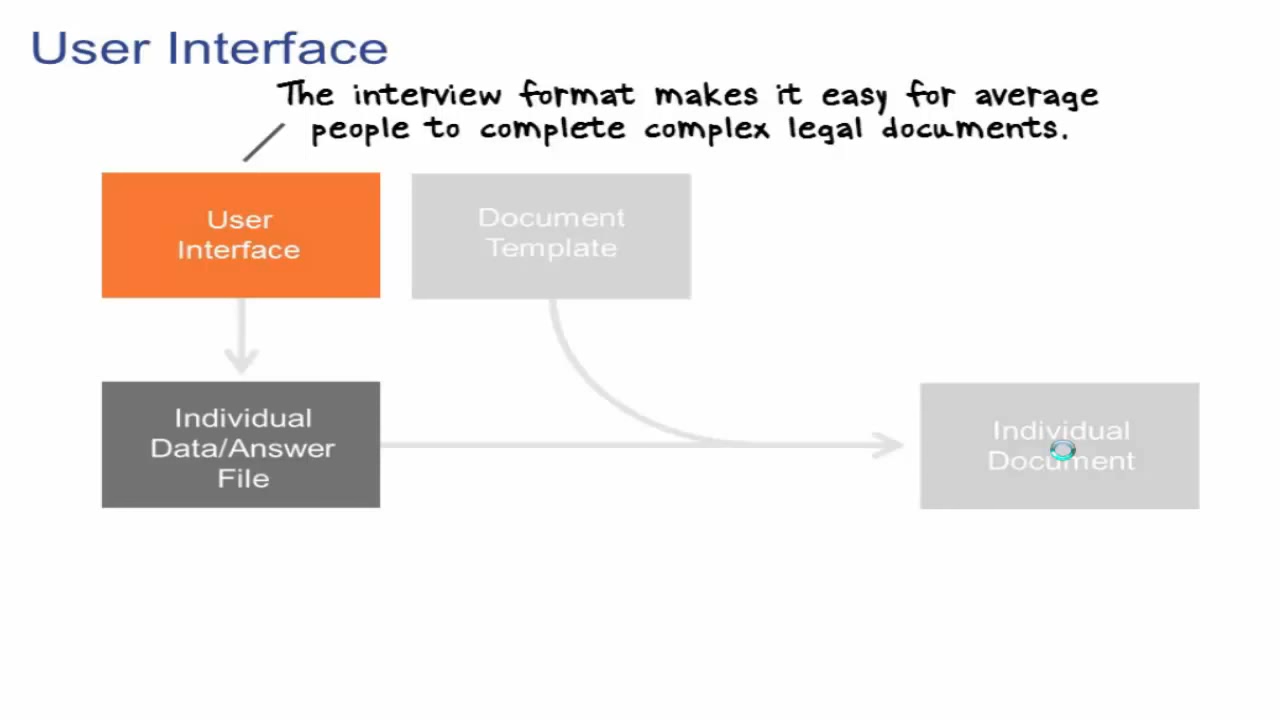 User Interface
The interview format makes it easy for average
people to complete complex legal documents.
User
Interface
Document
Template
Individual
Data/Answer
File
Individual
Document